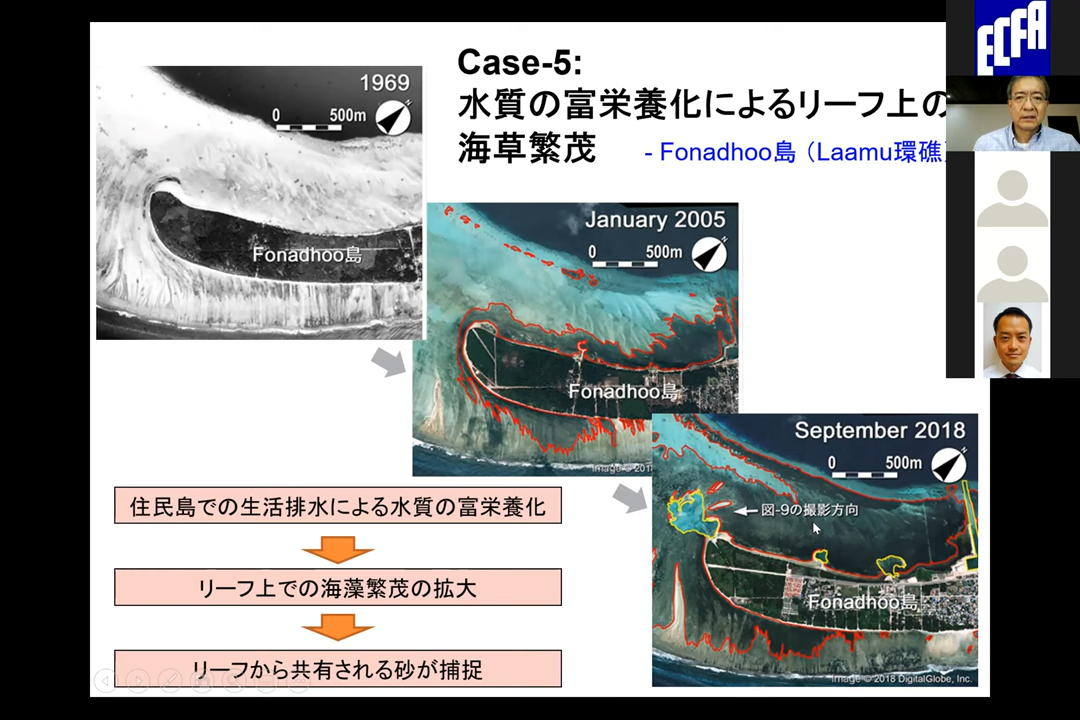 Case-5:
水質の富栄養化によるリーフ上の
海草繁茂
- Fonadhoo島（Laamu環礁
ECFA
1969
0 500m
N
Fonadhoo島
January 2005
0 500m
N
Fonadhoo島
Image © 201
September 2018
0 500m
N
図-9の撮影方向
Fonadhoo島
Image © 2018 DigitalGlobe, Inc.
住民島での生活排水による水質の富栄養化
リーフ上での海藻繁茂の拡大
リーフから共有される砂が捕捉